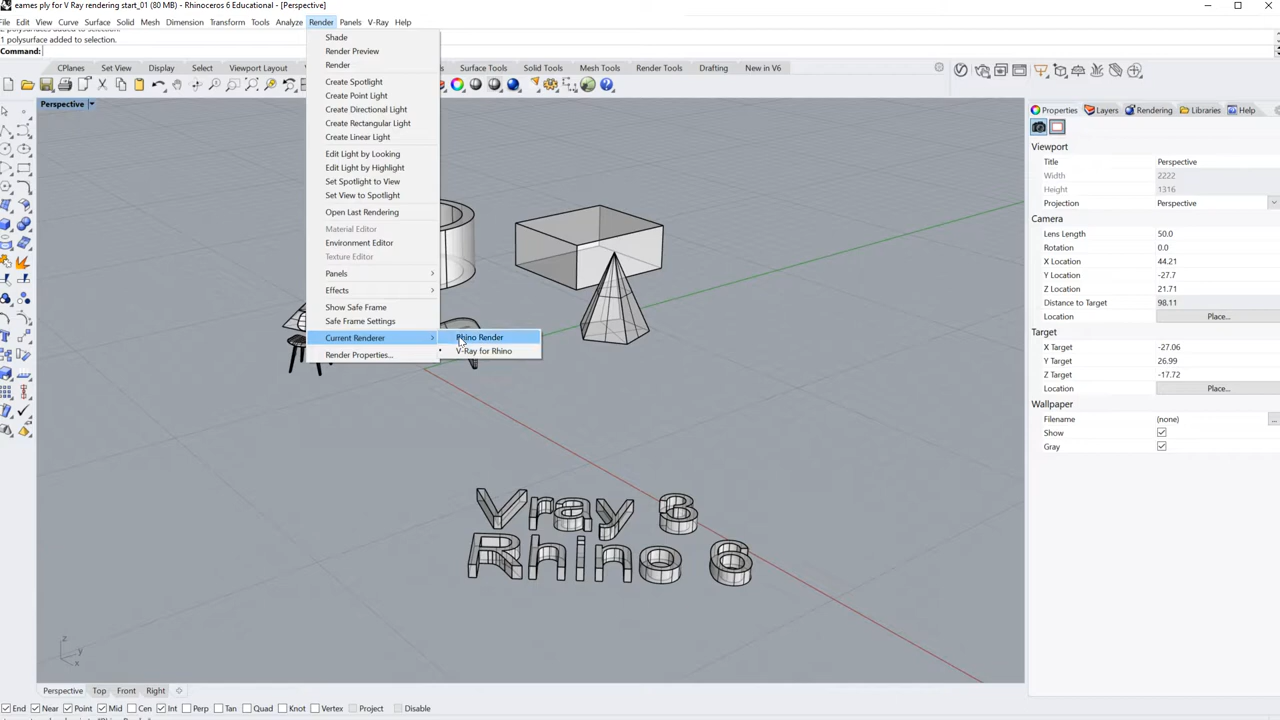 eames ply for V Ray rendering start_01 (80 MB) - Rhinoceros 6 Educational - [Perspective]
File Edit View Curve Surface Solid Mesh Dimension Transform Tools Analyze Render Panels V-Ray Help
1 polysurface added to selection.
Command:
CPlanes Set View Display Select Viewport Layout Surface Tools Solid Tools Mesh Tools Render Tools Drafting New in V6
Perspective
Shade
Render Preview
Render
Create Spotlight
Create Point Light
Create Directional Light
Create Rectangular Light
Create Linear Light
Edit Light by Looking
Edit Light by Highlight
Set Spotlight to View
Set View to Spotlight
Open Last Rendering
Material Editor
Environment Editor
Texture Editor
Panels
Effects
Show Safe Frame
Safe Frame Settings
Current Renderer
Render Properties...
Rhino Render
V-Ray for Rhino
Vray 3
Rhino 6
z
y
x
Properties Layers Rendering Libraries Help
Viewport
Title Perspective
Width 2222
Height 1316
Projection Perspective
Camera
Lens Length 50.0
Rotation 0.0
X Location 44.21
Y Location -27.7
Z Location 21.71
Distance to Target 98.11
Location Place...
Target
X Target -27.06
Y Target 26.99
Z Target -17.72
Location Place...
Wallpaper
Filename (none) ...
Show
Gray
Perspective Top Front Right
End Near Point Mid Cen Int Perp Tan Quad Knot Vertex Project Disable